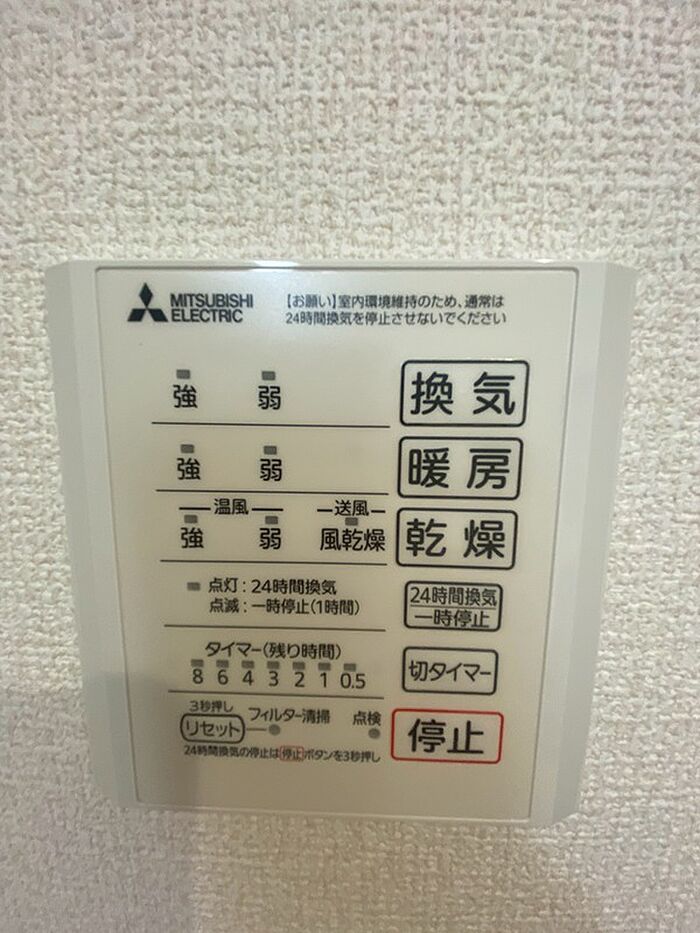 MITSUBISHI
ELECTRIC
【お願い】室内環境維持のため、通常は
24時間換気を停止させないでください
強 弱 換気
強 弱 暖房
温風 送風
強 弱 風乾燥 乾燥
点灯:24時間換気
点滅:一時停止(1時間)
24時間換気
一時停止
タイマー(残り時間)
8 6 4 3 2 1 0.5
切タイマー
3秒押し
リセット フィルター清掃 点検
停止
24時間換気の停止は停止ボタンを3秒押し